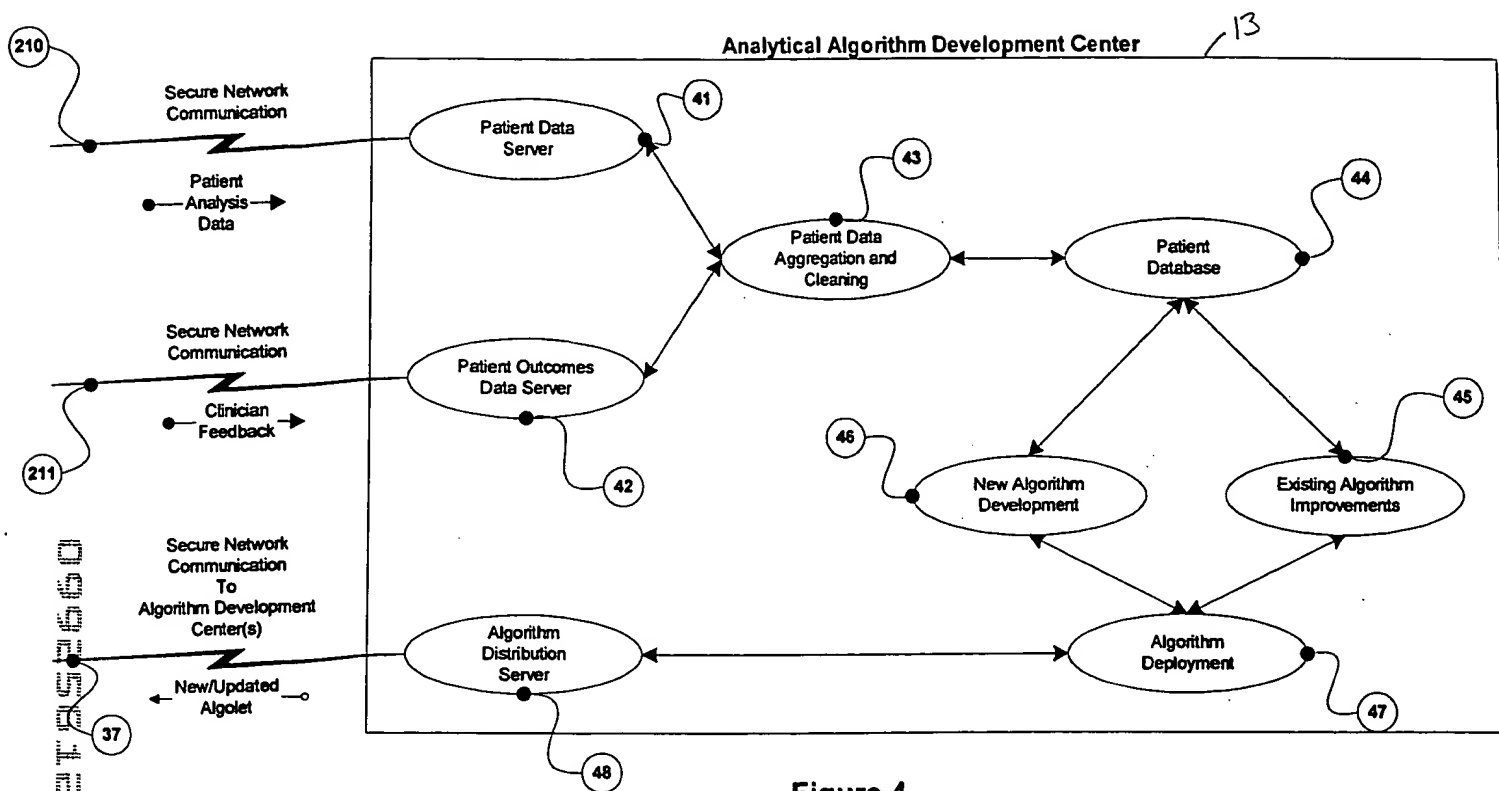 Analytical Algorithm Development Center
13
210
Secure Network
Communication
Patient
Analysis
Data
Patient Data
Server
41
43
Patient Data
Aggregation and
Cleaning
44
Patient
Database
Secure Network
Communication
Clinician
Feedback
211
Patient Outcomes
Data Server
42
46
New Algorithm
Development
45
Existing Algorithm
Improvements
Secure Network
Communication
To
Algorithm Development
Center(s)
New/Updated
Algolet
37
Algorithm
Distribution
Server
48
Algorithm
Deployment
47
Figure 4